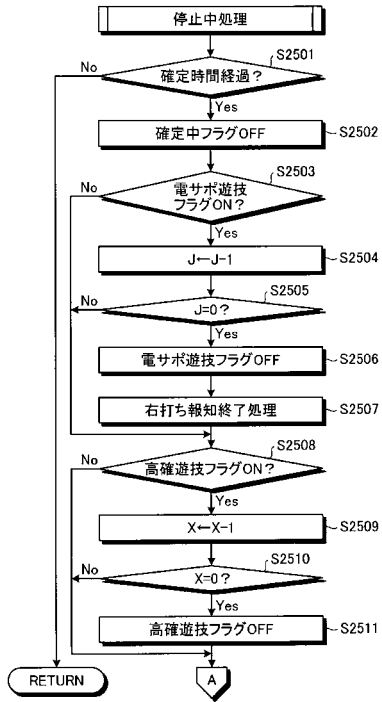 停止中処理
S2501
No
確定時間経過?
Yes
確定中フラグOFF
S2502
S2503
No
電サポ遊技
フラグON?
Yes
J←J-1
S2504
S2505
No
J=0?
Yes
電サポ遊技フラグOFF
S2506
右打ち報知終了処理
S2507
S2508
No
高確遊技フラグON?
Yes
X←X-1
S2509
S2510
No
X=0?
Yes
高確遊技フラグOFF
S2511
RETURN
A